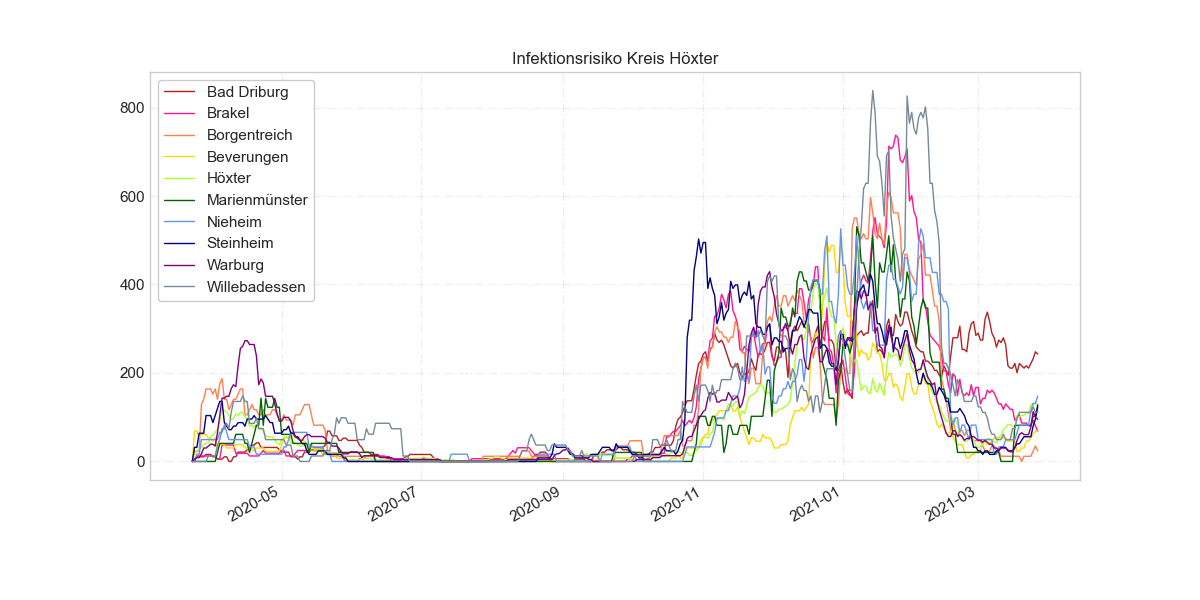 Infektionsrisiko Kreis Höxter
Bad Driburg
Brakel
Borgentreich
Beverungen
Höxter
Marienmünster
Nieheim
Steinheim
Warburg
Willebadessen
800
600
400
200
0
2020-05
2020-07
2020-09
2020-11
2021-01
2021-03